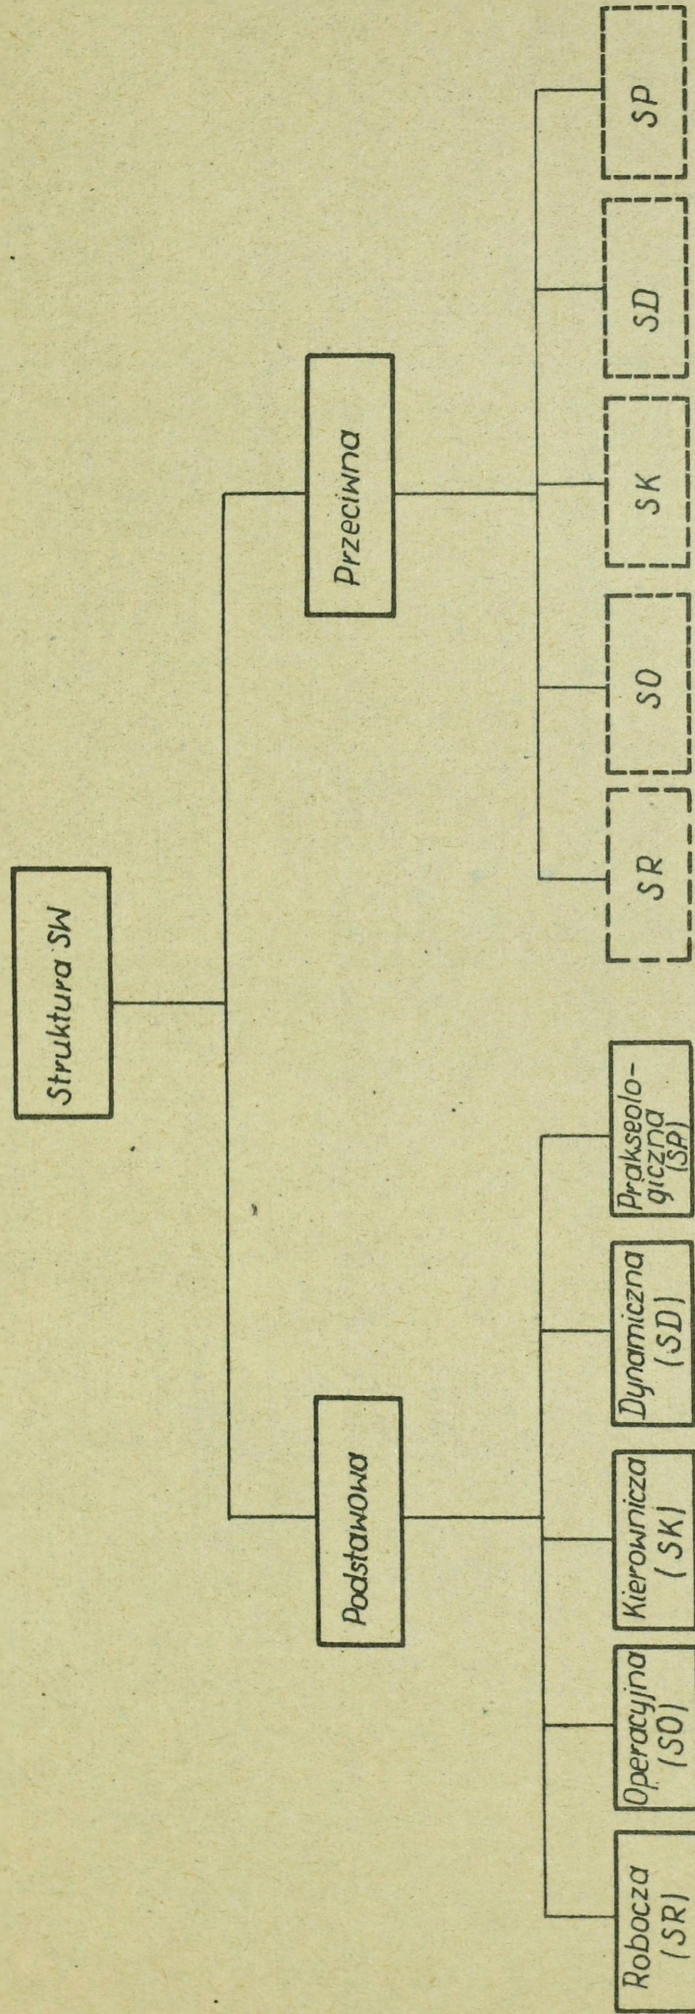 Struktura SW
Podstawowa
Przeciwna
Robocza
(SR)
Operacyjna
(SO)
Kierownicza
(SK)
Dynamiczna
(SD)
Prakseolo-
giczna
(SP)
SR
SO
SK
SD
SP